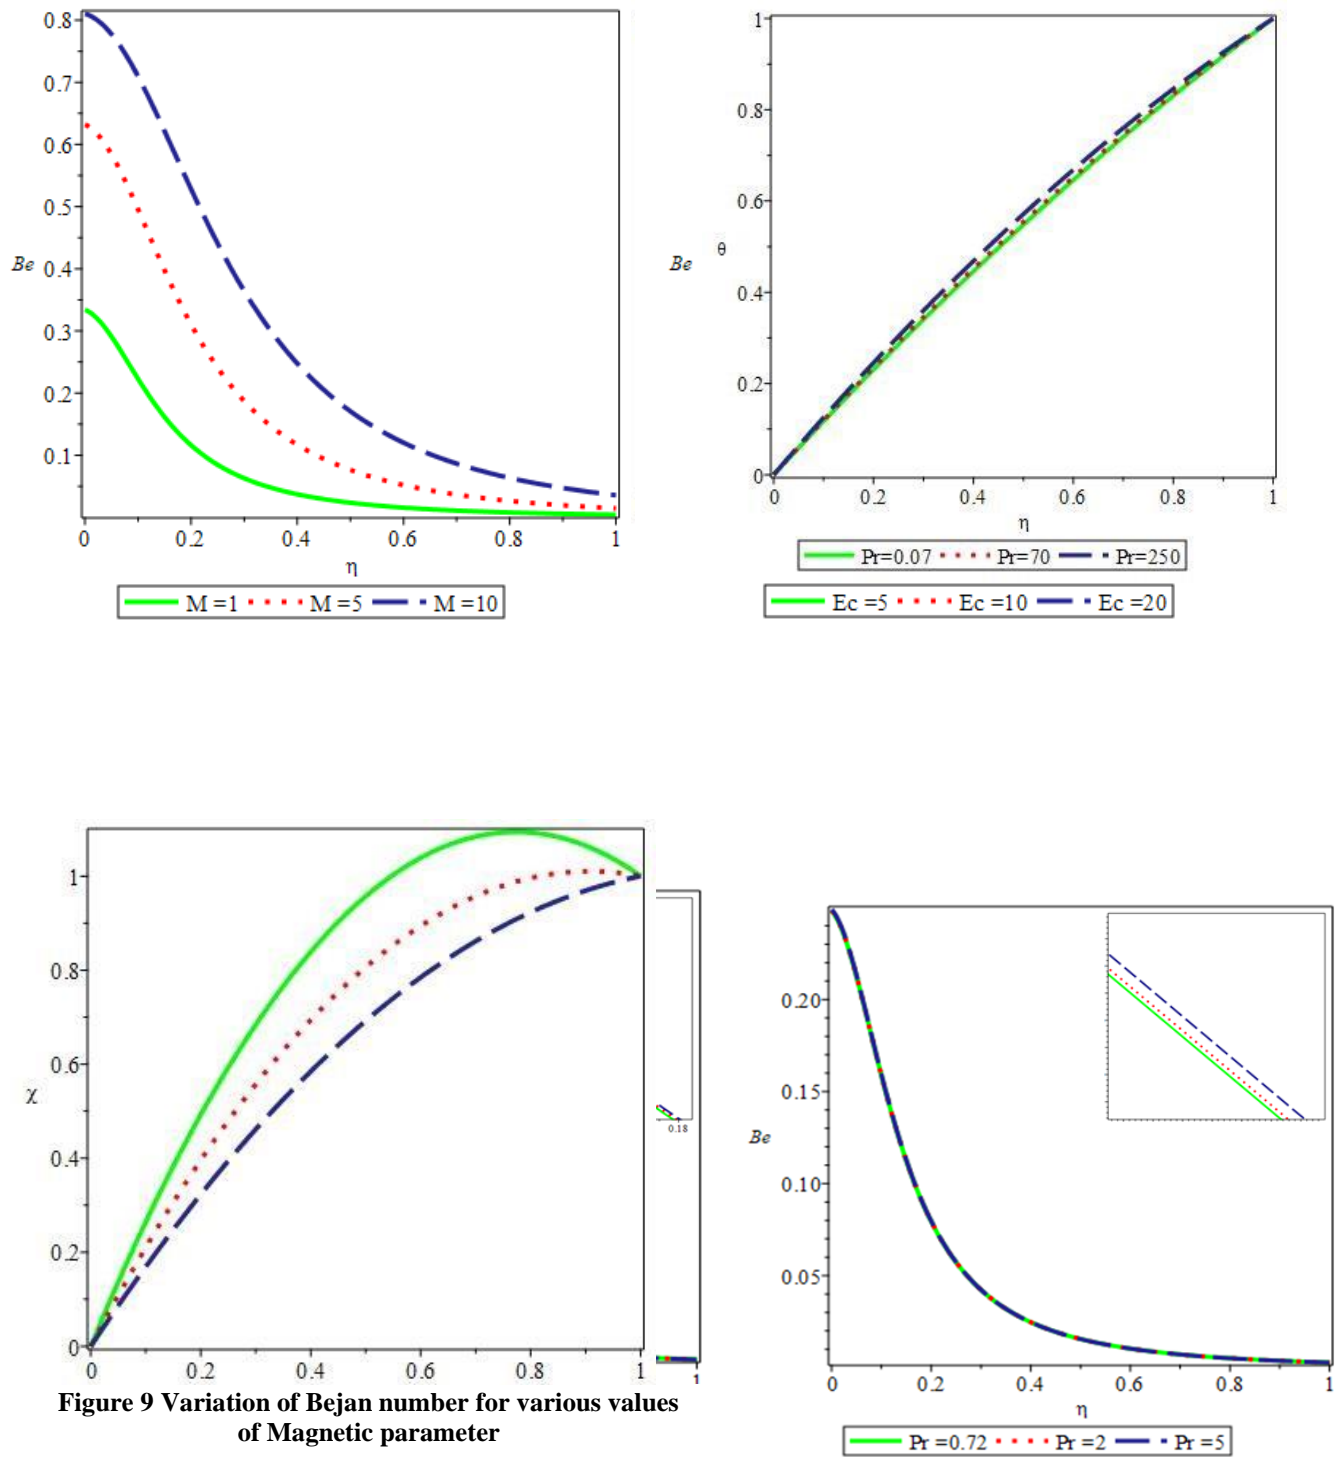 0.8
0.7
0.6
0.5
Be 0.4
0.3
0.2
0.1
0 0.2 0.4 0.6 0.8 1
η
M =1 M =5 M =10
1
0.8
0.6
Be θ
0.4
0.2
0
0 0.2 0.4 0.6 0.8 1
η
Pr=0.07 Pr=70 Pr=250
Ec =5 Ec =10 Ec =20
1
0.8
0.6
χ
0.4
0.2
0
0 0.2 0.4 0.6 0.8 1
0.18
1
Figure 9 Variation of Bejan number for various values
of Magnetic parameter
0.20
0.15
Be
0.10
0.05
0 0.2 0.4 0.6 0.8 1
η
Pr =0.72 Pr =2 Pr =5